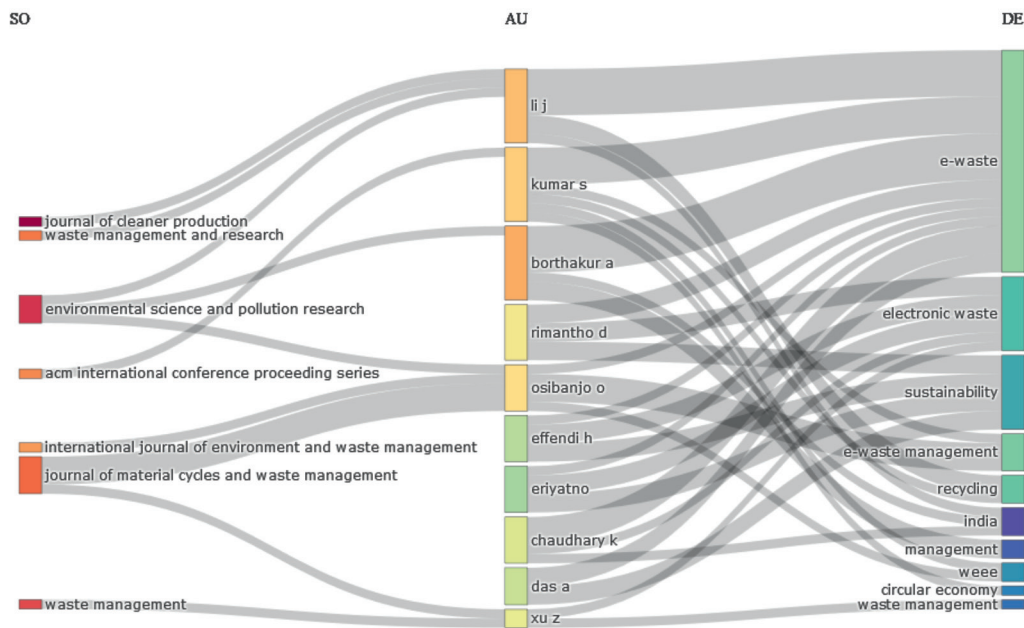 SO
AU
DE
journal of cleaner production
waste management and research
environmental science and pollution research
acm international conference proceeding series
international journal of environment and waste management
journal of material cycles and waste management
waste management
li j
kumar s
borthakur a
rimantho d
osibanjo o
effendi h
eriyatno
chaudhary k
das a
xu z
e-waste
electronic waste
sustainability
e-waste management
recycling
india
management
weee
circular economy
waste management